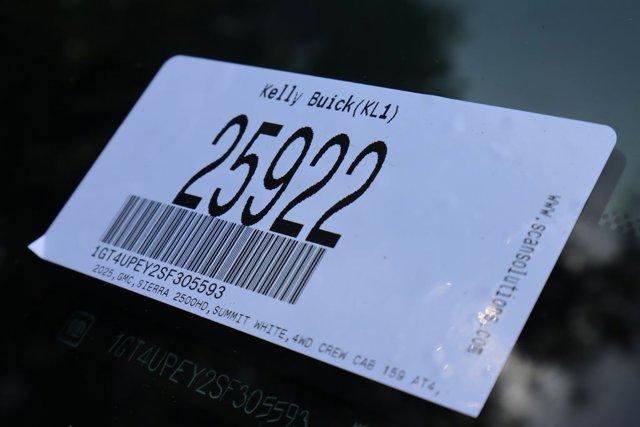 Kelly Buick(KL1)
25922
1GT4UPEY2SF305593
2025,GMC,SIERRA 2500HD,SUMMIT WHITE,4WD CREW CAB 159 AT4,
www.scansolutions.com
1GT4UPEY2SF305593